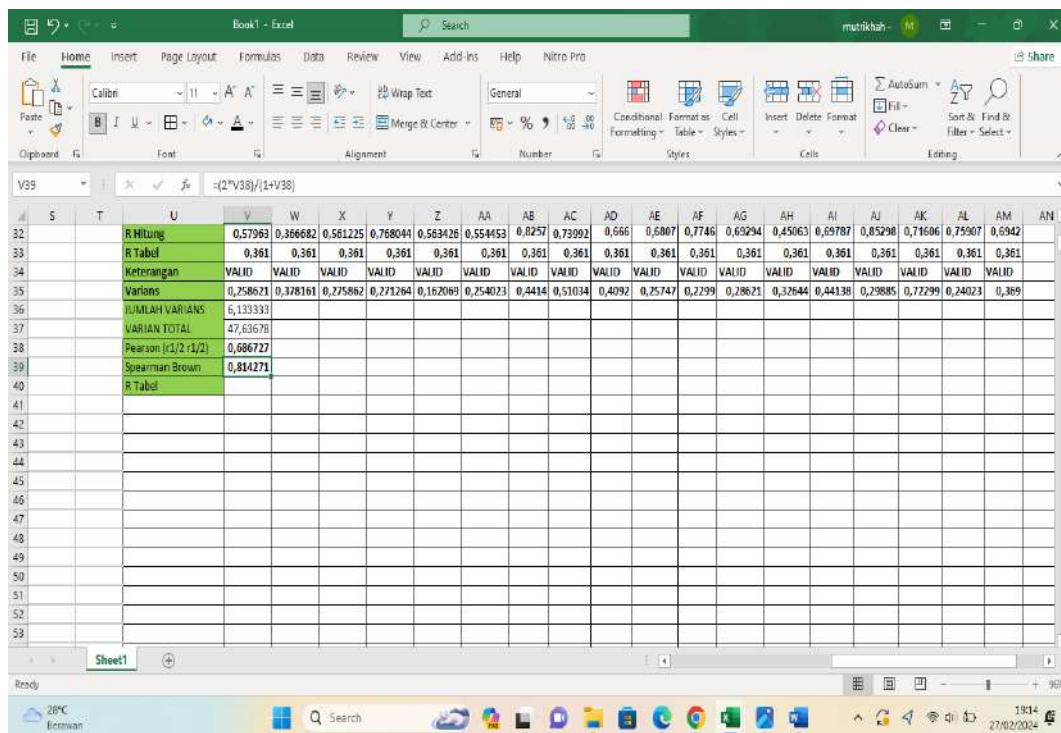 Book1 - Excel
Search
mutrikhah - M
File Home Insert Page Layout Formulas Data Review View Add-ins Help Nitro Pro Share
Paste
Calibri 11 A^ A˅
Wrap Text
General
Conditional Formatting
Format as Table
Cell Styles
Insert Delete Format
AutoSum
Fill
Clear
Sort & Filter
Find & Select
B I U A
Merge & Center
% 9
Clipboard Font Alignment Number Styles Cells Editing
V39 fx =(2*V38)/(1+V38)
S T U V W X Y Z AA AB AC AD AE AF AG AH AI AJ AK AL AM AN
32 R Hitung 0,57963 0,366682 0,561225 0,768044 0,563426 0,554453 0,8257 0,73992 0,666 0,6807 0,7746 0,69294 0,45063 0,69787 0,85298 0,71606 0,75907 0,6942
33 R Tabel 0,361 0,361 0,361 0,361 0,361 0,361 0,361 0,361 0,361 0,361 0,361 0,361 0,361 0,361 0,361 0,361 0,361 0,361
34 Keterangan VALID VALID VALID VALID VALID VALID VALID VALID VALID VALID VALID VALID VALID VALID VALID VALID VALID VALID
35 Varians 0,258621 0,378161 0,275862 0,271264 0,162069 0,254023 0,4414 0,51034 0,4092 0,25747 0,2299 0,28621 0,32644 0,44138 0,29885 0,72299 0,24023 0,369
36 JUMLAH VARIANS 6,133333
37 VARIAN TOTAL 47,63678
38 Pearson (r1/2 r1/2) 0,686727
39 Spearman Brown 0,814271
40 R Tabel
41
42
43
44
45
46
47
48
49
50
51
52
53
Sheet1
Ready
28°C
Berawan
Search
19:14
27/02/2024